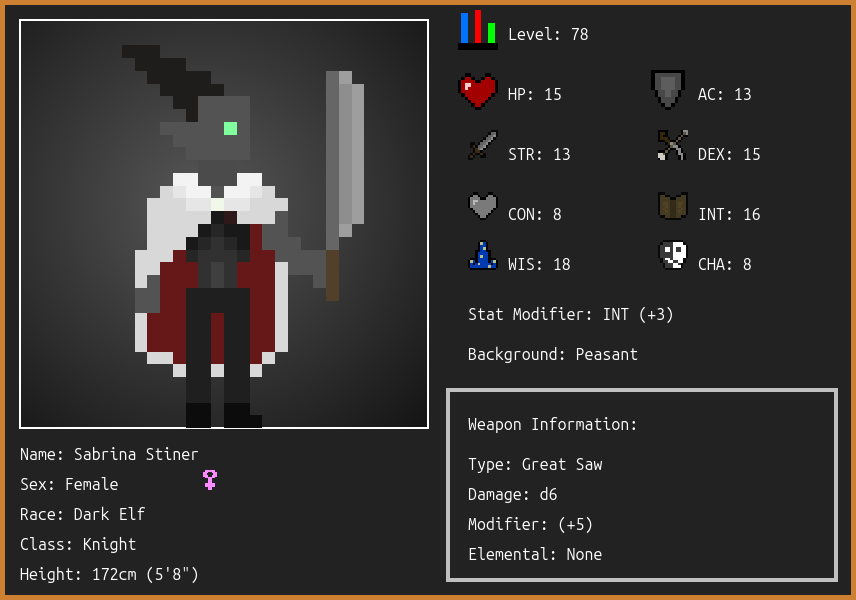 Level: 78
HP: 15
AC: 13
STR: 13
DEX: 15
CON: 8
INT: 16
WIS: 18
CHA: 8
Stat Modifier: INT (+3)
Background: Peasant
Weapon Information:
Type: Great Saw
Damage: d6
Modifier: (+5)
Elemental: None
Name: Sabrina Stiner
Sex: Female
Race: Dark Elf
Class: Knight
Height: 172cm (5'8")